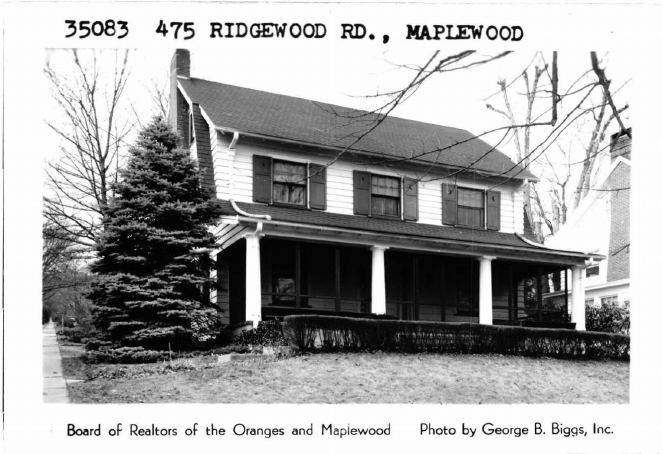 35083 475 RIDGEWOOD RD., MAPLEWOOD
Board of Realtors of the Oranges and Maplewood Photo by George B. Biggs, Inc.